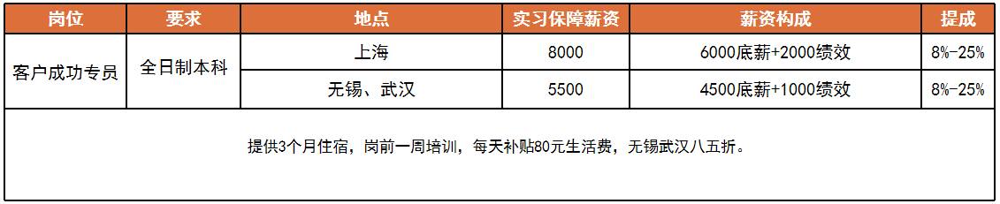 岗位 要求 地点 实习保障薪资 薪资构成 提成
客户成功专员 全日制本科 上海 8000 6000底薪+2000绩效 8%-25%
无锡、武汉 5500 4500底薪+1000绩效 8%-25%
提供3个月住宿，岗前一周培训，每天补贴80元生活费，无锡武汉八五折。